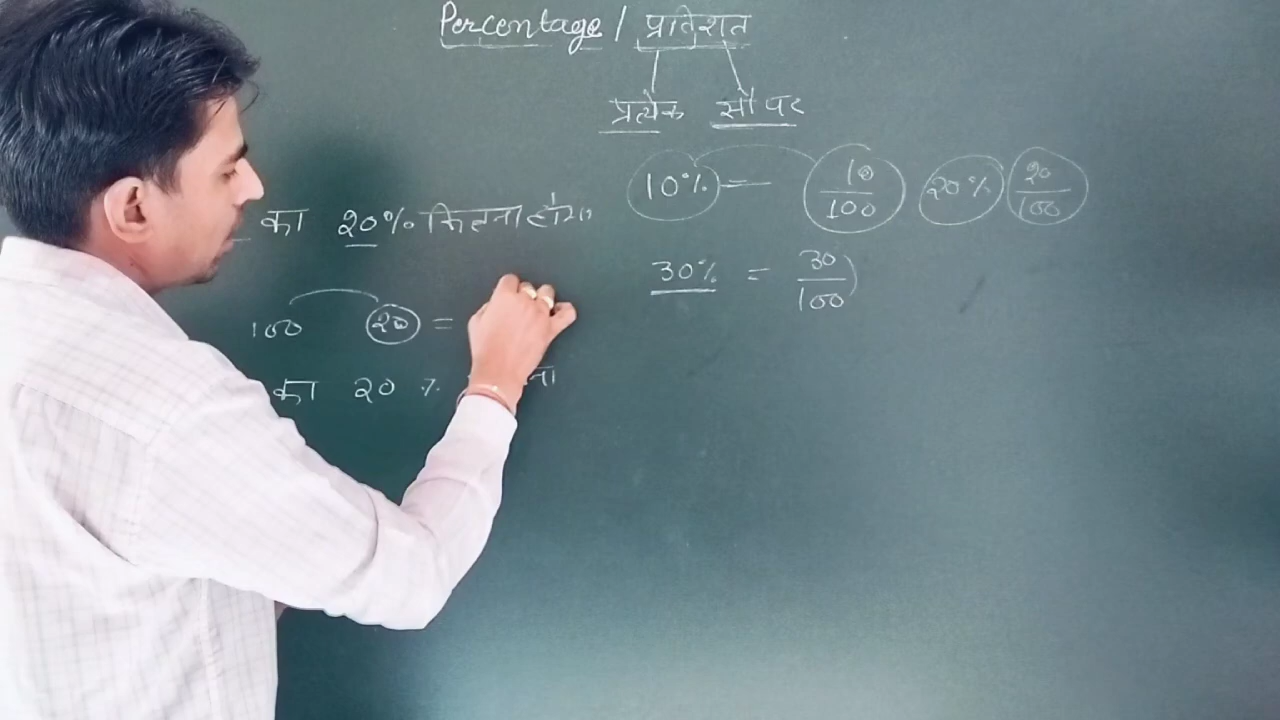 Percentage / प्रतिशत
प्रत्येक सौ पर
का 20% कितना होगा
100 20 =
का 20 %
10% = 10/100 20% 20/100
30% = 30/100